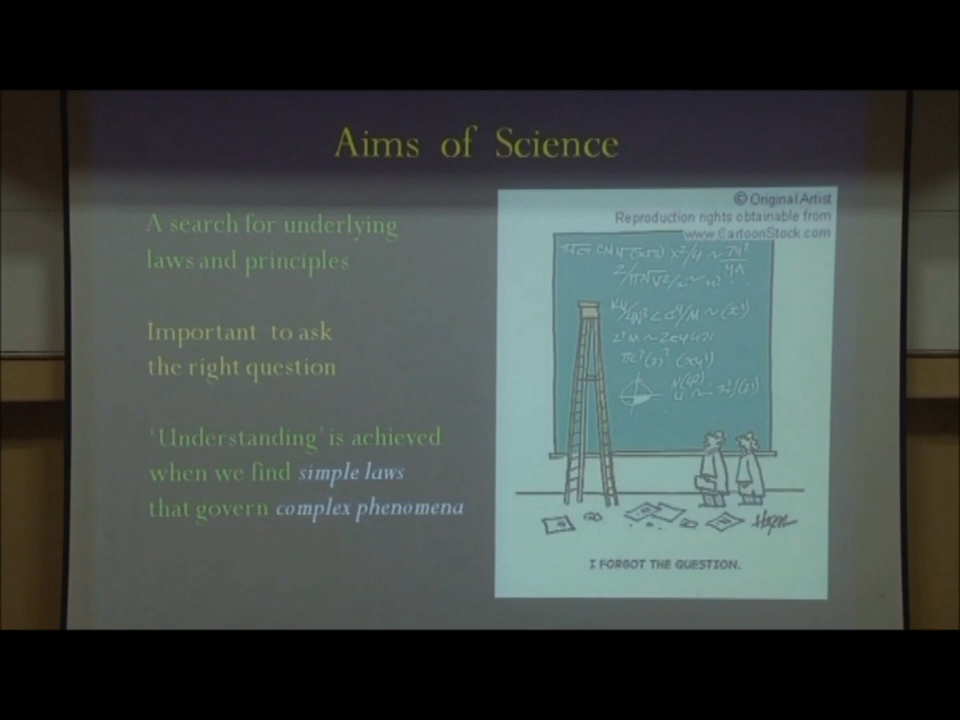 Aims of Science
A search for underlying
laws and principles
Important to ask
the right question
'Understanding' is achieved
when we find simple laws
that govern complex phenomena
© Original Artist
Reproduction rights obtainable from
www.CartoonStock.com
I FORGOT THE QUESTION.